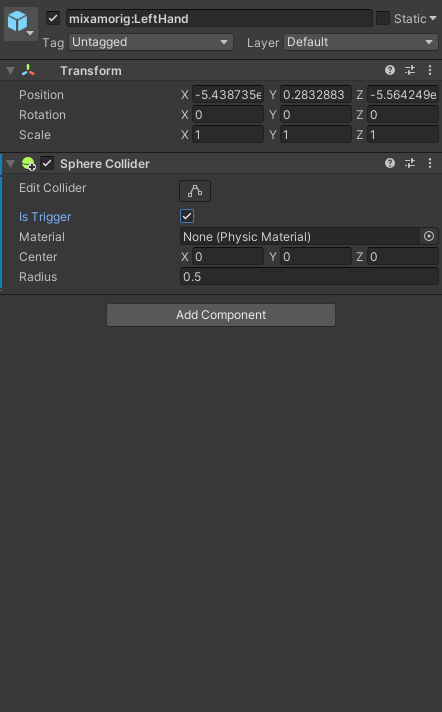 mixamorig:LeftHand Static
Tag Untagged Layer Default
Transform
Position X -5.438735e Y 0.2832883 Z -5.564249e
Rotation X 0 Y 0 Z 0
Scale X 1 Y 1 Z 1
Sphere Collider
Edit Collider
Is Trigger
Material None (Physic Material)
Center X 0 Y 0 Z 0
Radius 0.5
Add Component